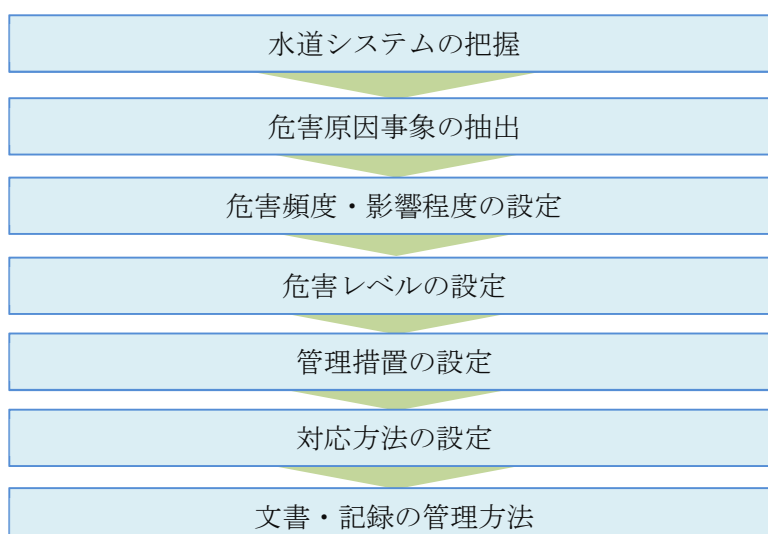 水道システムの把握
危害原因事象の抽出
危害頻度・影響程度の設定
危害レベルの設定
管理措置の設定
対応方法の設定
文書・記録の管理方法